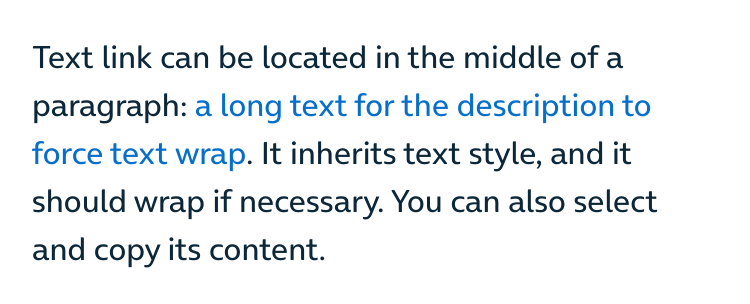 Text link can be located in the middle of a
paragraph: a long text for the description to
force text wrap. It inherits text style, and it
should wrap if necessary. You can also select
and copy its content.